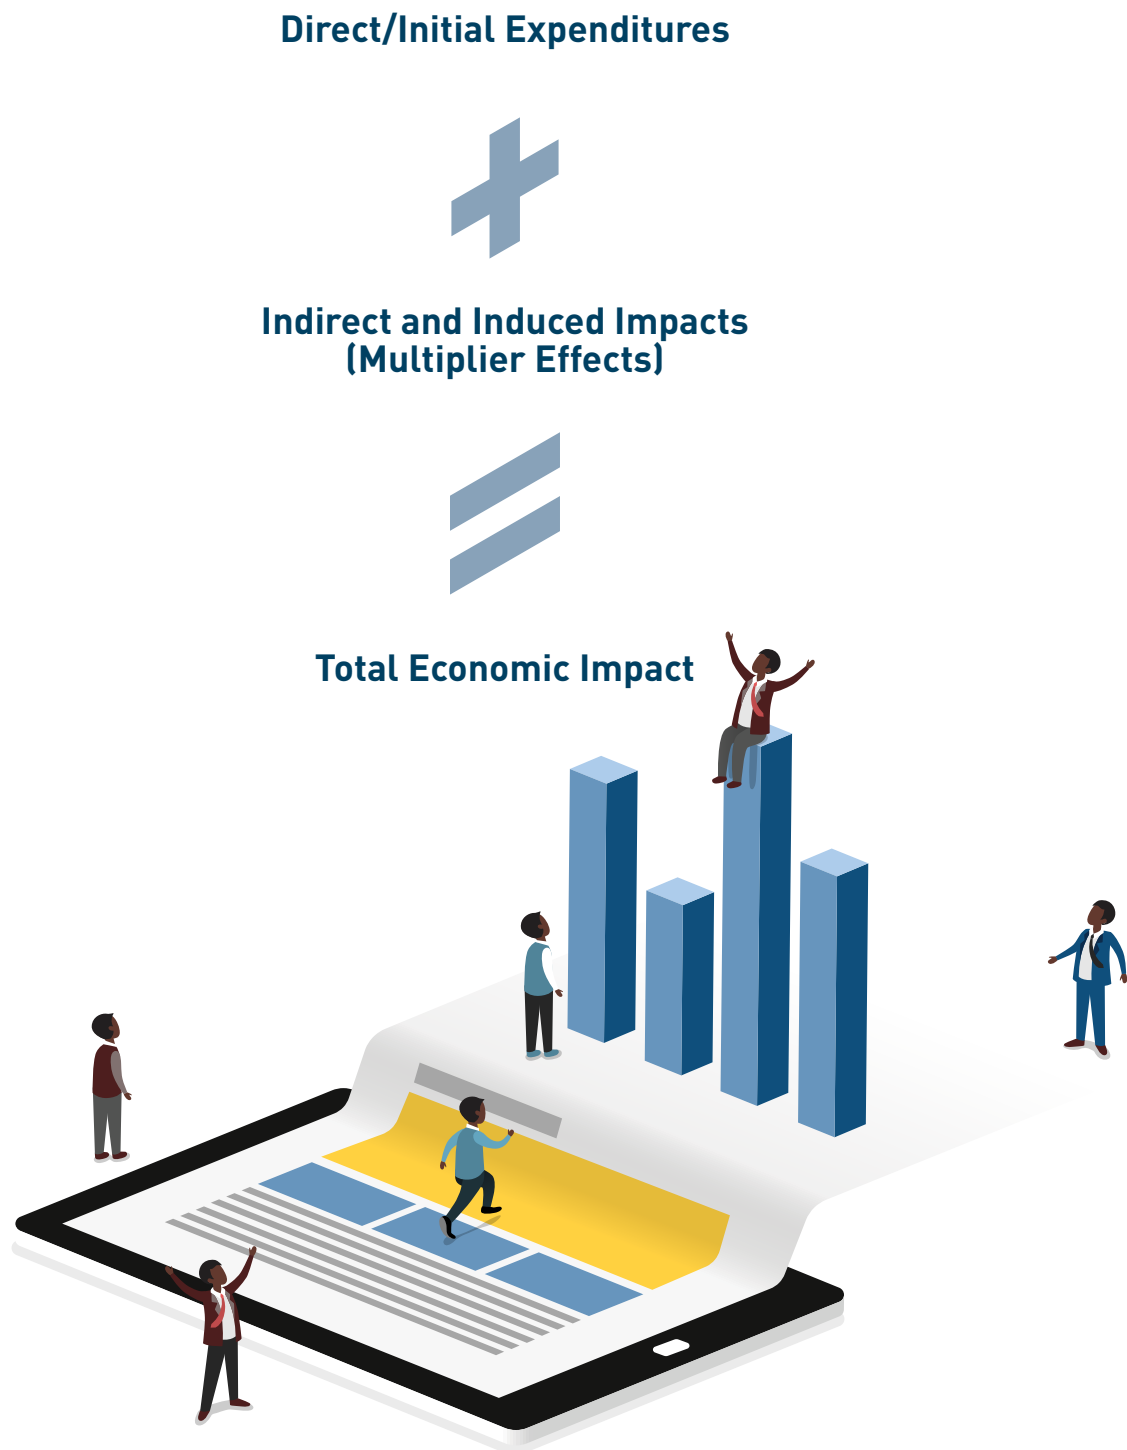 Direct/Initial Expenditures
Indirect and Induced Impacts
(Multiplier Effects)
Total Economic Impact